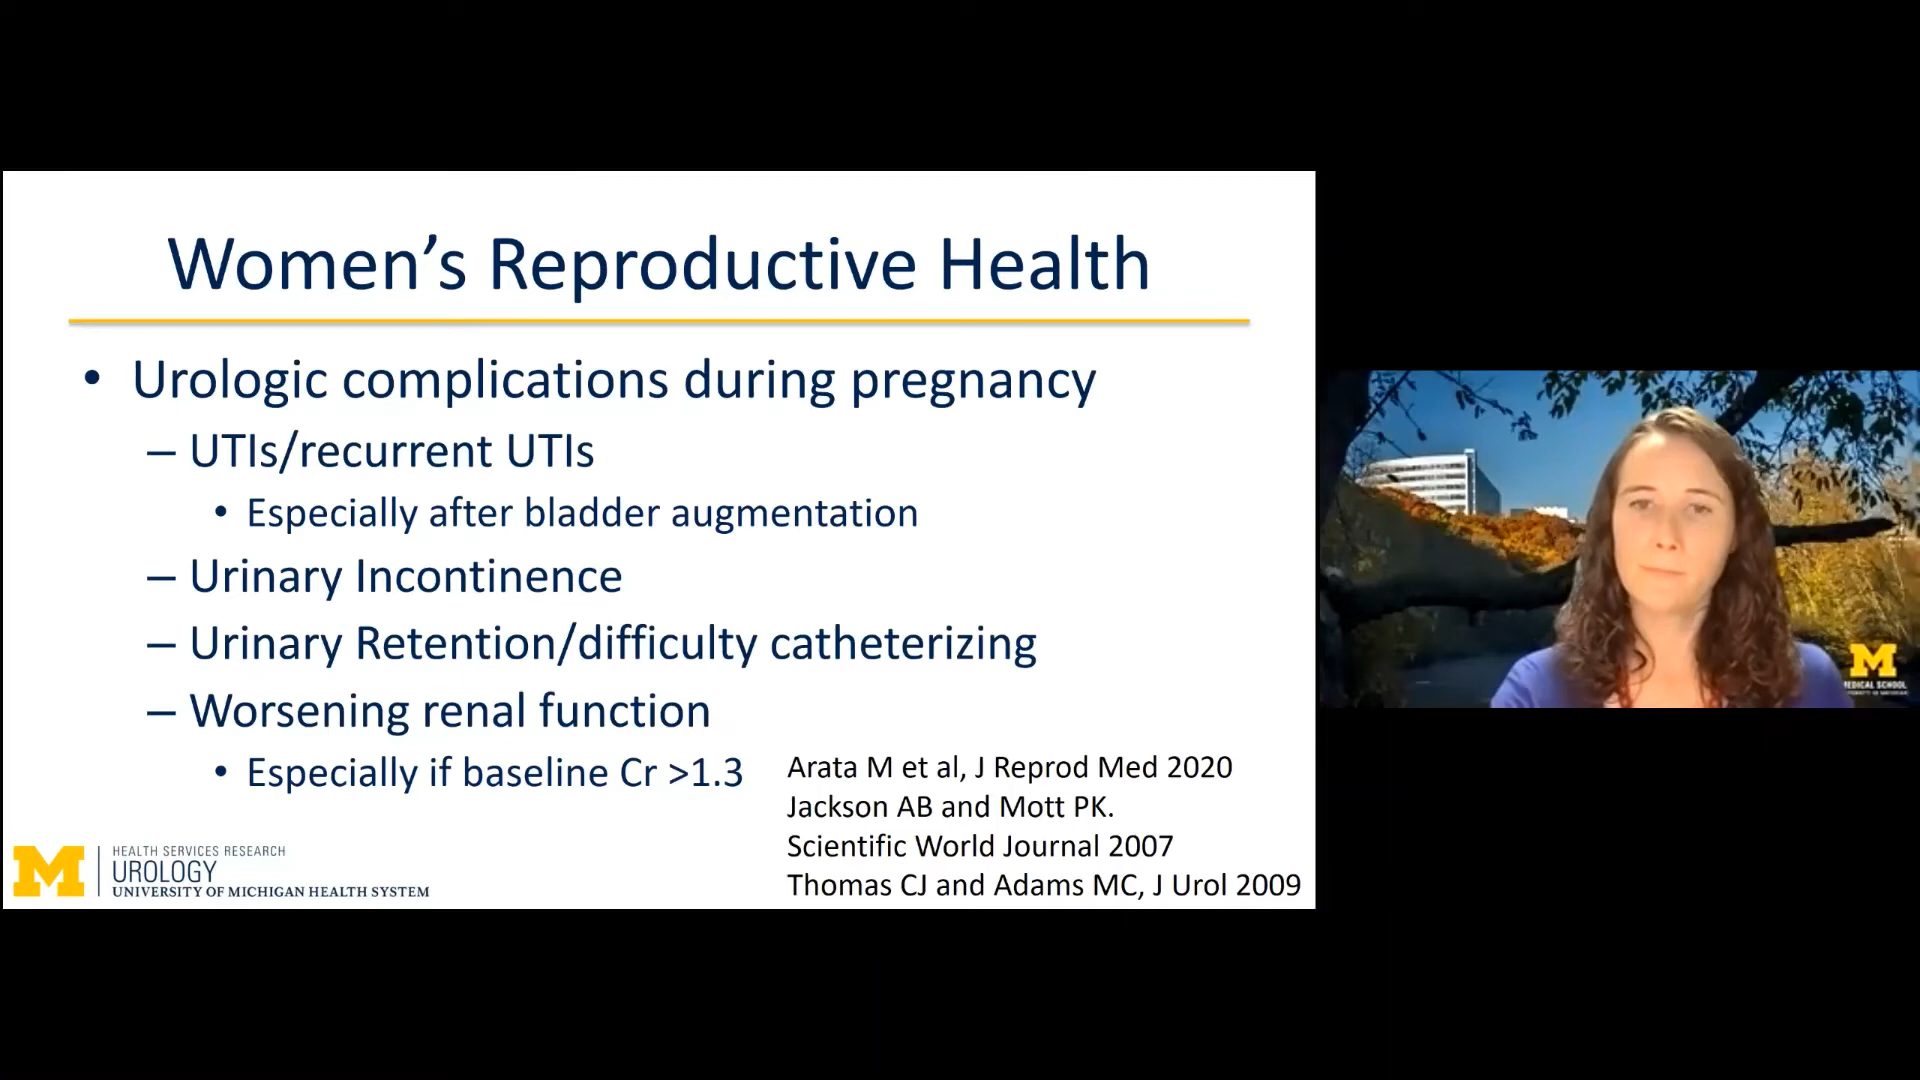 Women's Reproductive Health
• Urologic complications during pregnancy
– UTIs/recurrent UTIs
• Especially after bladder augmentation
– Urinary Incontinence
– Urinary Retention/difficulty catheterizing
– Worsening renal function
• Especially if baseline Cr >1.3
Arata M et al, J Reprod Med 2020
Jackson AB and Mott PK.
Scientific World Journal 2007
Thomas CJ and Adams MC, J Urol 2009
M
HEALTH SERVICES RESEARCH
UROLOGY
UNIVERSITY OF MICHIGAN HEALTH SYSTEM
M
MEDICAL SCHOOL